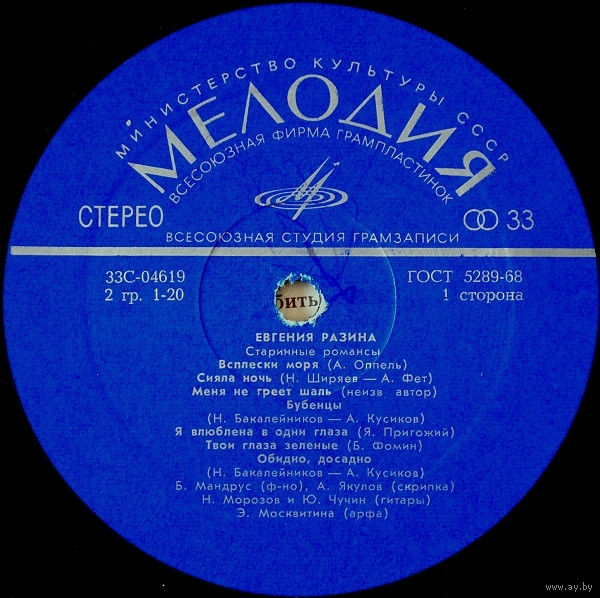 МИНИСТЕРСТВО КУЛЬТУРЫ СССР
МЕЛОДИЯ
ВСЕСОЮЗНАЯ ФИРМА ГРАМПЛАСТИНОК
СТЕРЕО
33
ВСЕСОЮЗНАЯ СТУДИЯ ГРАМЗАПИСИ
33С-04619
ГОСТ 5289-68
2 гр. 1-20
1 сторона
бить
ЕВГЕНИЯ РАЗИНА
Старинные романсы
Всплески моря (А. Оппель)
Сияла ночь (Н. Ширяев — А. Фет)
Меня не греет шаль (неизв автор)
Бубенцы
(Н. Бакалейников — А. Кусиков)
Я влюблена в одни глаза (Я. Пригожий)
Твои глаза зеленые (Б. Фомин)
Обидно, досадно
(Н. Бакалейников — А. Кусиков)
Б. Мандрус (ф-но), А. Якулов (скрипка)
Н. Морозов и Ю. Чучин (гитары)
Э. Москвитина (арфа)
www.ay.by